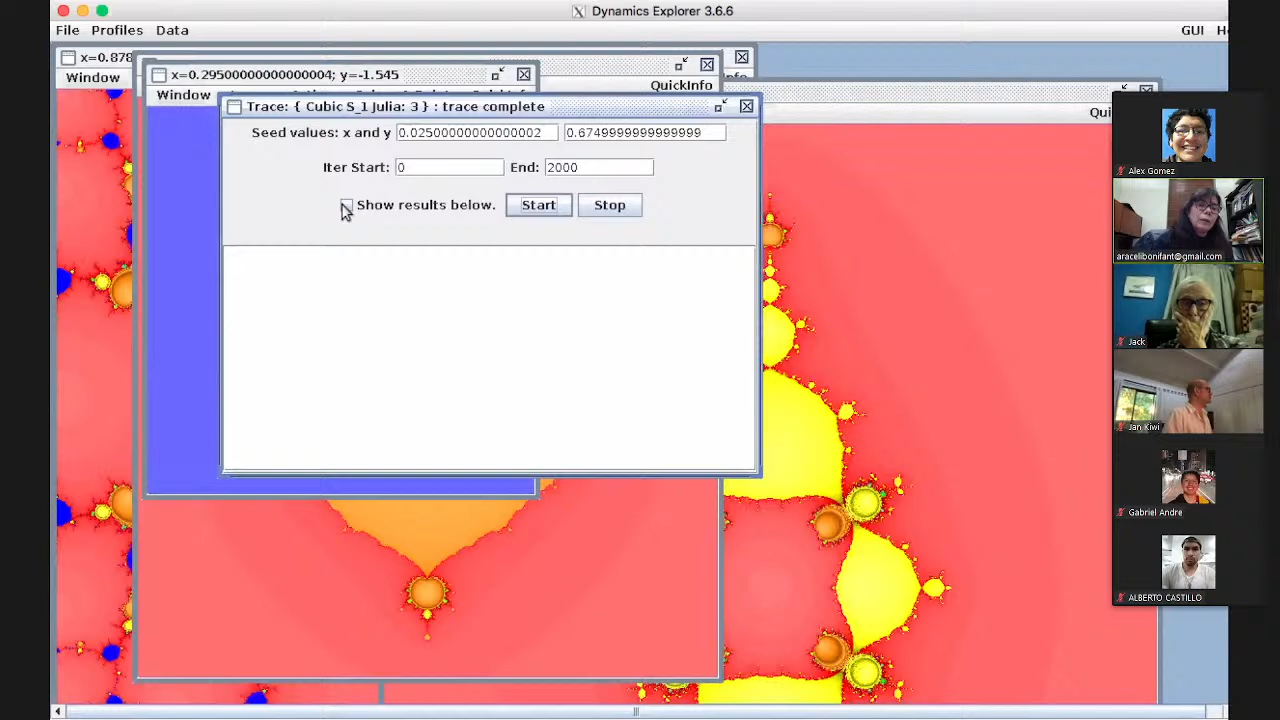 Dynamics Explorer 3.6.6
File Profiles Data GUI
x=0.878
Window
QuickInfo
x=0.29500000000000004; y=-1.545
Window
Trace: { Cubic S_1 Julia: 3 } : trace complete
Seed values: x and y 0.02500000000000002 0.6749999999999999
Iter Start: 0 End: 2000
Show results below. Start Stop
Alex Gomez
aracelibonifant@gmail.com
Jack
Jan Kiwi
Gabriel Andre
ALBERTO CASTILLO